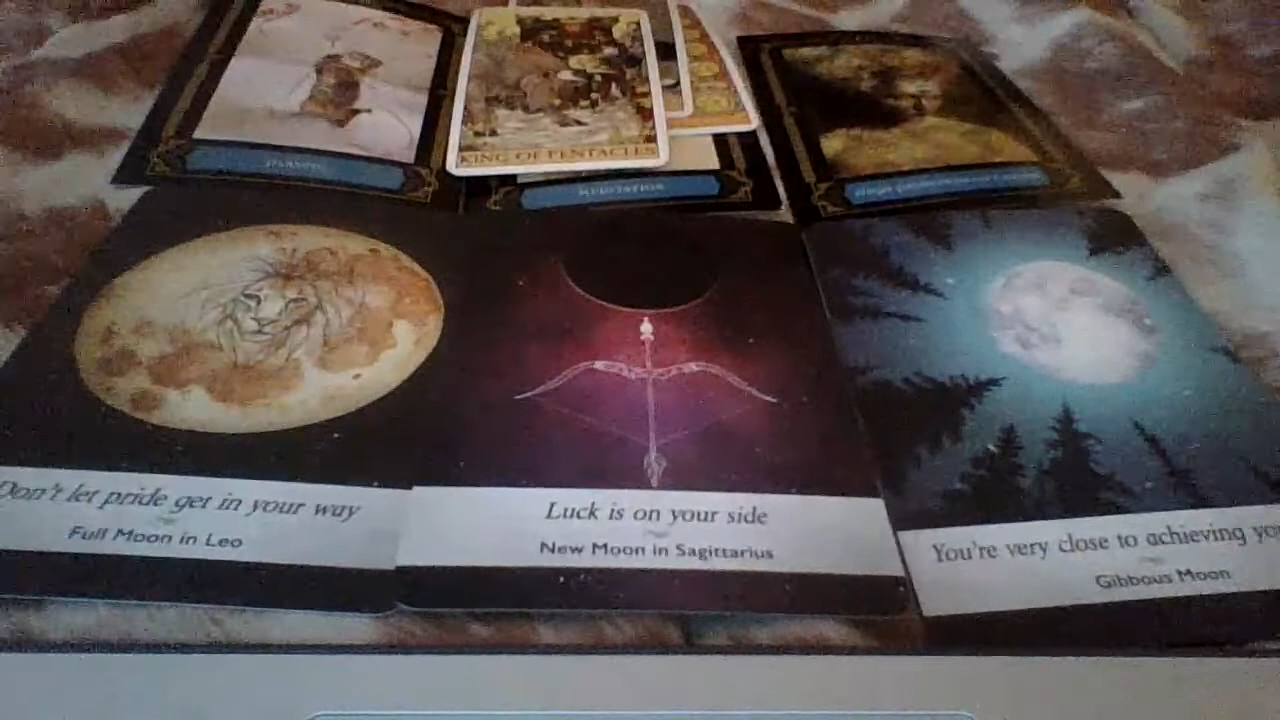 KING OF PENTACLES
MEDITATION
Don't let pride get in your way
Full Moon in Leo
Luck is on your side
New Moon in Sagittarius
You're very close to achieving yo
Gibbous Moon